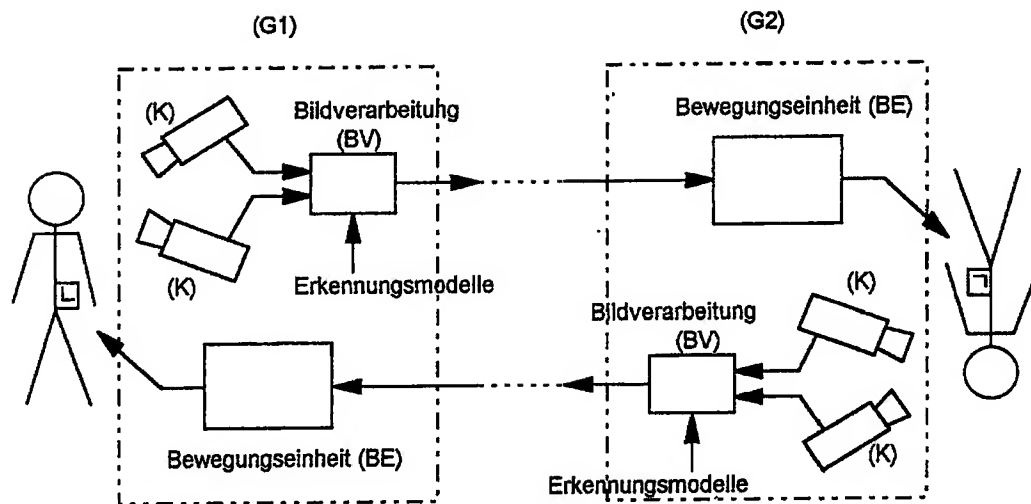 (G1)
(G2)
(K)
Bildverarbeitung
(BV)
Bewegungseinheit (BE)
(K)
Erkennungsmodelle
L
L
(K)
Bildverarbeitung
(BV)
Bewegungseinheit (BE)
(K)
Erkennungsmodelle